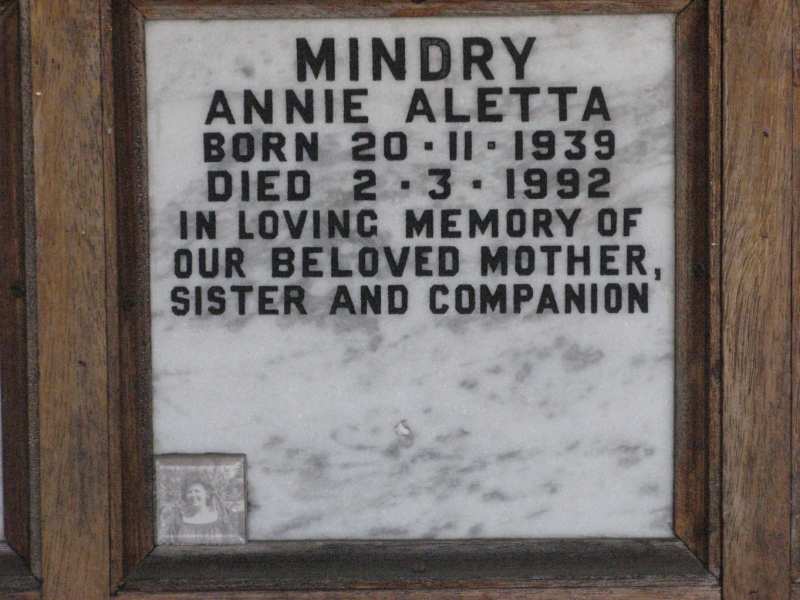 MINDRY
ANNIE ALETTA
BORN 20·11·1939
DIED 2·3·1992
IN LOVING MEMORY OF
OUR BELOVED MOTHER,
SISTER AND COMPANION